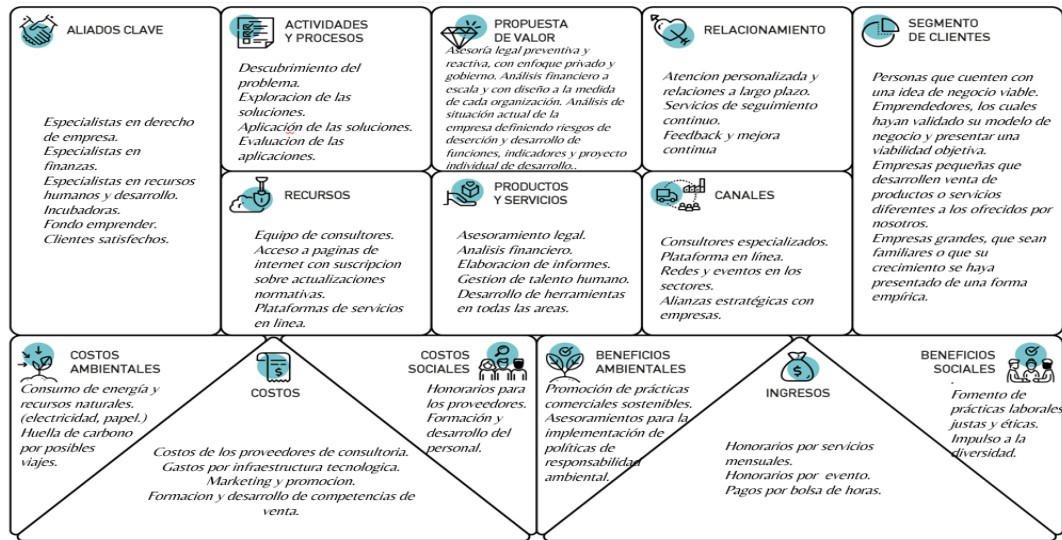 ALIADOS CLAVE
Especialistas en derecho
de empresa.
Especialistas en
finanzas.
Especialistas en recursos
humanos y desarrollo.
Incubadoras.
Fondo emprender.
Clientes satisfechos.
ACTIVIDADES
Y PROCESOS
Descubrimiento del
problema.
Exploracion de las
soluciones.
Aplicación de las soluciones.
Evaluacion de las
aplicaciones.
RECURSOS
Equipo de consultores.
Acceso a paginas de
internet con suscripcion
sobre actualizaciones
normativas.
Plataformas de servicios
en linea.
PROPUESTA
DE VALOR
Asesoría legal preventiva y
reactiva, con enfoque privado y
gobierno. Análisis financiero a
escala y con diseño a la medida
de cada organización. Análisis de
situación actual de la
empresa definiendo riesgos de
deserción y desarrollo de
funciones, indicadores y proyecto
individual de desarrollo..
PRODUCTOS
Y SERVICIOS
Asesoramiento legal.
Analisis financiero.
Elaboracion de informes.
Gestion de talento humano.
Desarrollo de herramientas
en todas las areas.
RELACIONAMIENTO
Atencion personalizada y
relaciones a largo plazo.
Servicios de seguimiento
continuo.
Feedback y mejora
continua
CANALES
Consultores especializados.
Plataforma en línea.
Redes y eventos en los
sectores.
Alianzas estratégicas con
empresas.
SEGMENTO
DE CLIENTES
Personas que cuenten con
una idea de negocio viable.
Emprendedores, los cuales
hayan validado su modelo de
negocio y presentar una
viabilidad objetiva.
Empresas pequeñas que
desarrollen venta de
productos o servicios
diferentes a los ofrecidos por
nosotros.
Empresas grandes, que sean
familiares o que su
crecimiento se haya
presentado de una forma
empírica.
COSTOS
AMBIENTALES
Consumo de energía y
recursos naturales.
(electricidad, papel.)
Huella de carbono
por posibles
viajes.
$
COSTOS
Costos de los proveedores de consultoria.
Gastos por infraestructura tecnologica.
Marketing y promocion.
Formacion y desarrollo de competencias de
venta.
COSTOS
SOCIALES
Honorarios para
los proveedores.
Formación y
desarrollo del
personal.
BENEFICIOS
AMBIENTALES
Promoción de prácticas
comerciales sostenibles.
Asesoramientos para la
implementación de
políticas de
responsabilidad
ambiental.
$
INGRESOS
Honorarios por servicios
mensuales.
Honorarios por evento.
Pagos por bolsa de horas.
BENEFICIOS
SOCIALES
.
Fomento de
prácticas laborales
justas y éticas.
Impulso a la
diversidad.